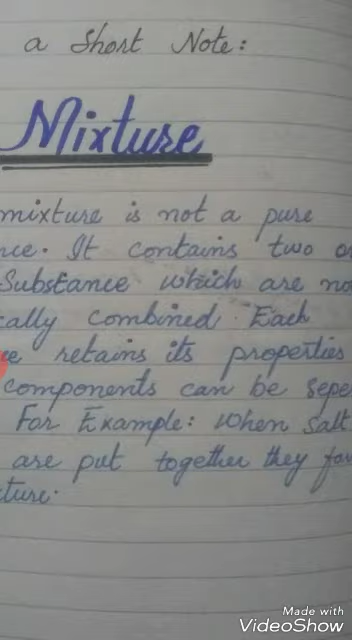 a Short Note:
Mixture
mixture is not a pure
nce. It contains two o
Substance which are no
cally combined. Each
e retains its properties
components can be sepe
For Example: When Salt
are put together they for
ture.
Made with
VideoShow